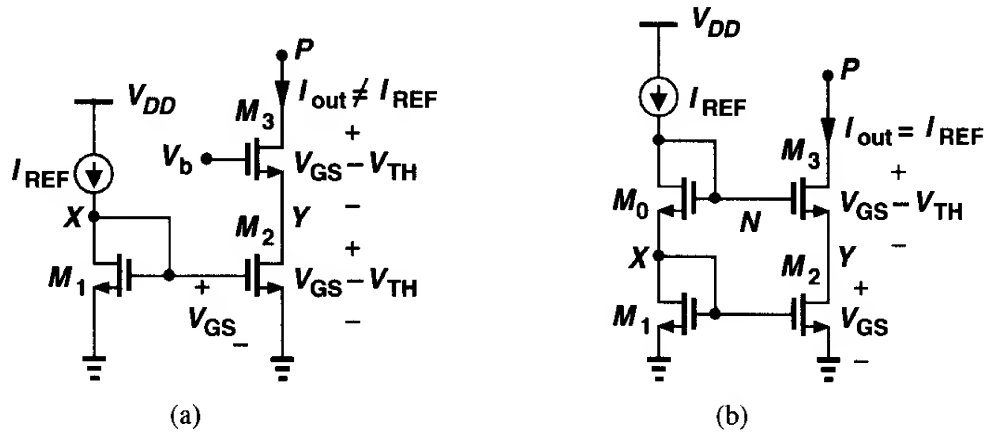 V_DD
I_REF
X
M_1
V_b
M_3
P
I_out ≠ I_REF
+
V_GS – V_TH
–
Y
M_2
+
V_GS – V_TH
–
+
V_GS
–
(a)
V_DD
I_REF
M_0
N
X
M_1
P
I_out = I_REF
M_3
+
V_GS – V_TH
–
Y
M_2
+
V_GS
–
(b)